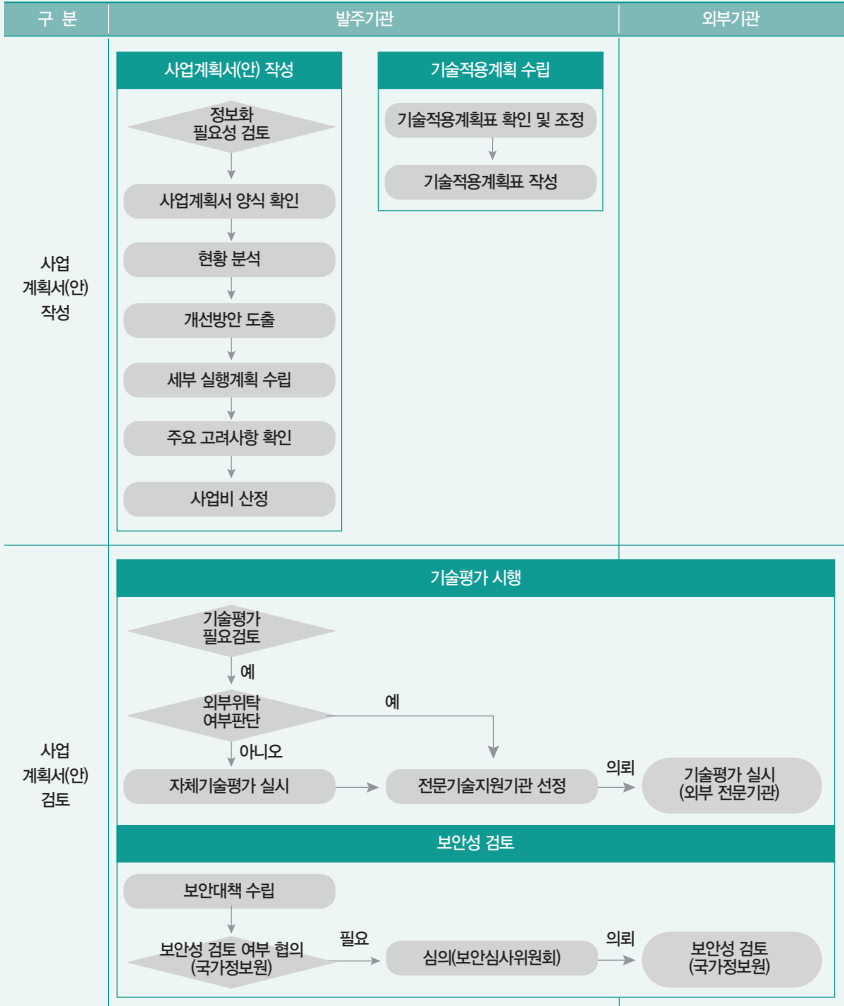 구 분
발주기관
외부기관
사업
계획서(안)
작성
사업계획서(안) 작성
정보화
필요성 검토
사업계획서 양식 확인
현황 분석
개선방안 도출
세부 실행계획 수립
주요 고려사항 확인
사업비 산정
기술적용계획 수립
기술적용계획표 확인 및 조정
기술적용계획표 작성
사업
계획서(안)
검토
기술평가 시행
기술평가
필요검토
예
외부위탁
여부판단
예
아니오
자체기술평가 실시
전문기술지원기관 선정
의뢰
기술평가 실시
(외부 전문기관)
보안성 검토
보안대책 수립
보안성 검토 여부 협의
(국가정보원)
필요
심의(보안심사위원회)
의뢰
보안성 검토
(국가정보원)